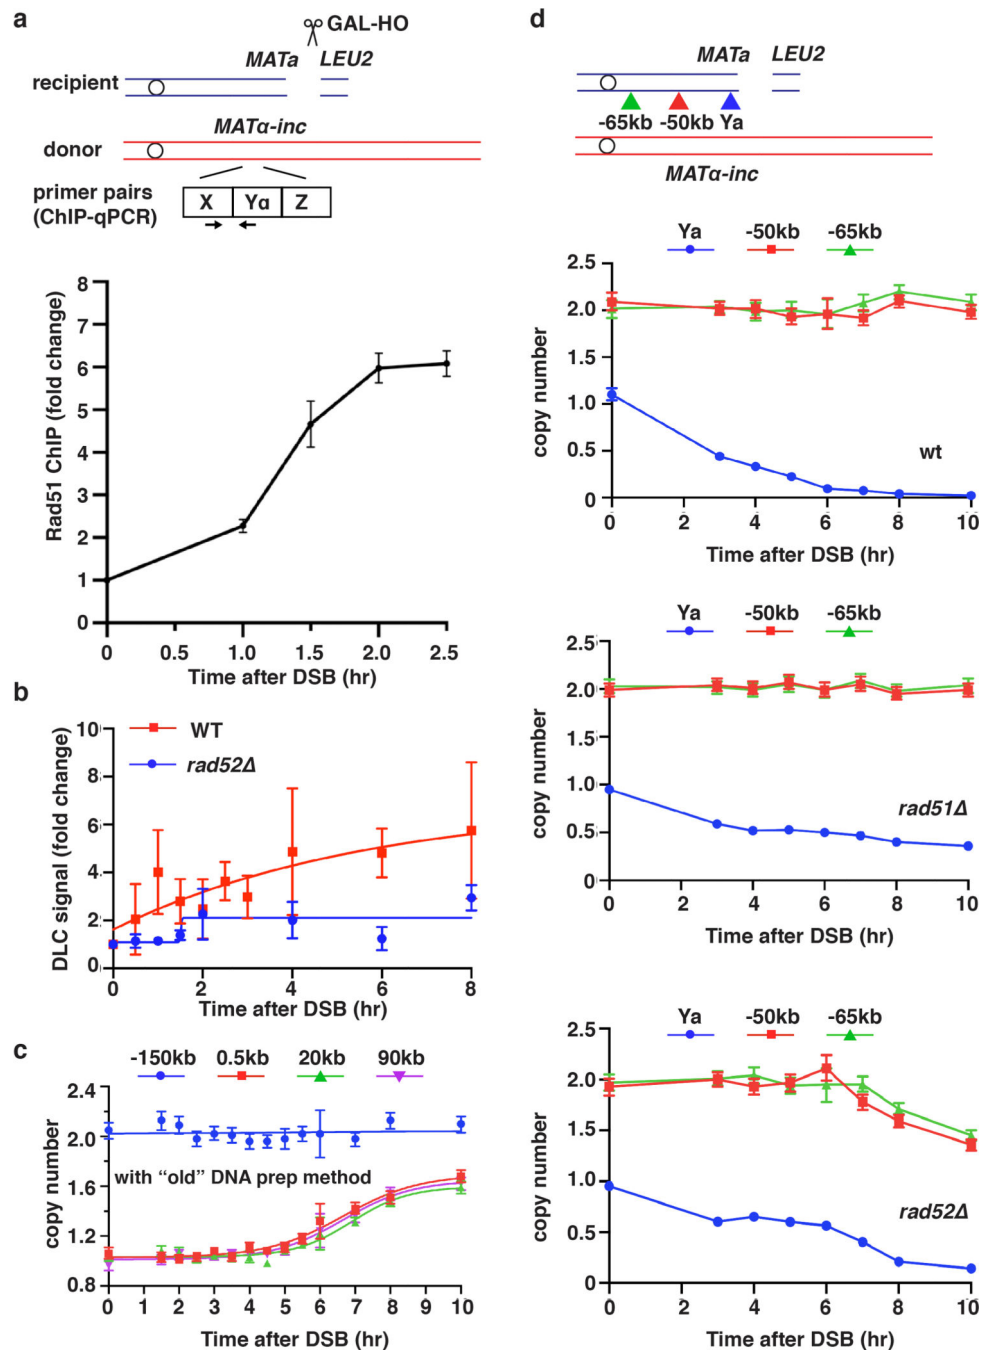 a
GAL-HO
MATa LEU2
recipient
MATα-inc
donor
primer pairs
(ChIP-qPCR)
X Yα Z
8
7
6
5
4
3
2
1
0
Rad51 ChIP (fold change)
0 0.5 1.0 1.5 2.0 2.5
Time after DSB (hr)
b
WT
rad52Δ
10
8
6
4
2
0
DLC signal (fold change)
0 2 4 6 8
Time after DSB (hr)
c
-150kb 0.5kb 20kb 90kb
2.4
2.0
1.6
1.2
0.8
copy number
with “old” DNA prep method
0 1 2 3 4 5 6 7 8 9 10
Time after DSB (hr)
d
MATa LEU2
-65kb -50kb Ya
MATα-inc
Ya -50kb -65kb
2.5
2.0
1.5
1.0
0.5
0
copy number
wt
0 2 4 6 8 10
Time after DSB (hr)
Ya -50kb -65kb
2.5
2.0
1.5
1.0
0.5
0
copy number
rad51Δ
0 2 4 6 8 10
Time after DSB (hr)
Ya -50kb -65kb
2.5
2.0
1.5
1.0
0.5
0
copy number
rad52Δ
0 2 4 6 8 10
Time after DSB (hr)